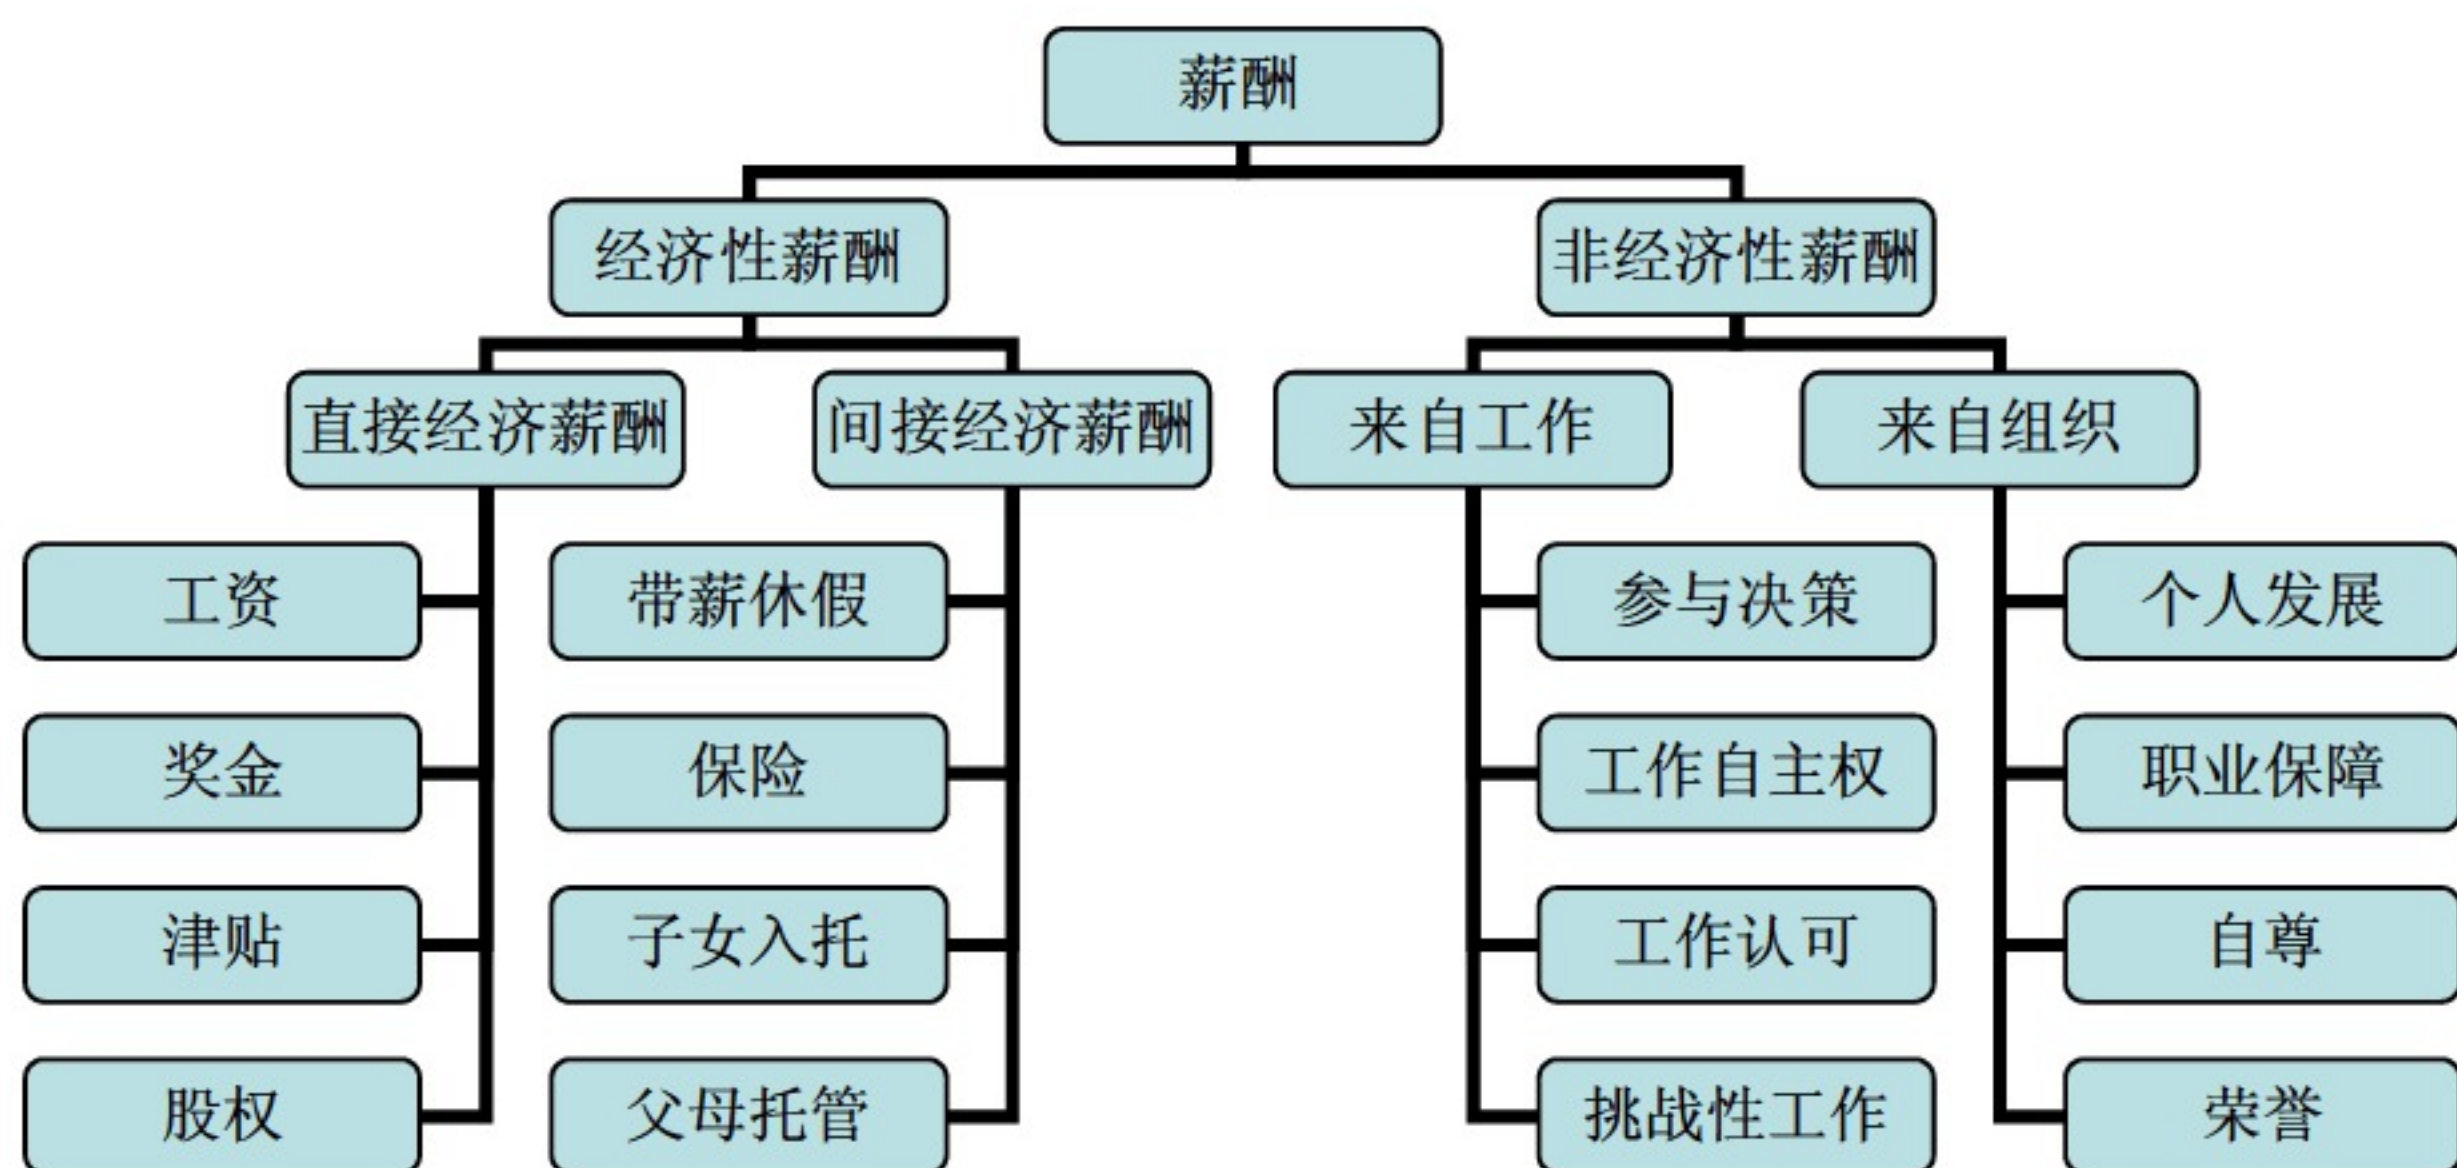 薪酬
经济性薪酬
非经济性薪酬
直接经济薪酬
间接经济薪酬
来自工作
来自组织
工资
带薪休假
参与决策
个人发展
奖金
保险
工作自主权
职业保障
津贴
子女入托
工作认可
自尊
股权
父母托管
挑战性工作
荣誉